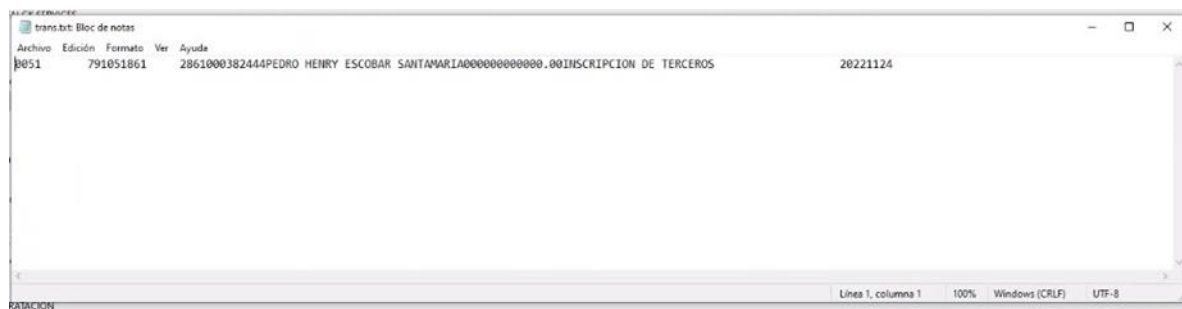 trans.txt: Bloc de notas
Archivo Edición Formato Ver Ayuda
0051 791051861 2861000382444PEDRO HENRY ESCOBAR SANTAMARIA000000000000.00INSCRIPCION DE TERCEROS 20221124
Línea 1, columna 1 100% Windows (CRLF) UTF-8